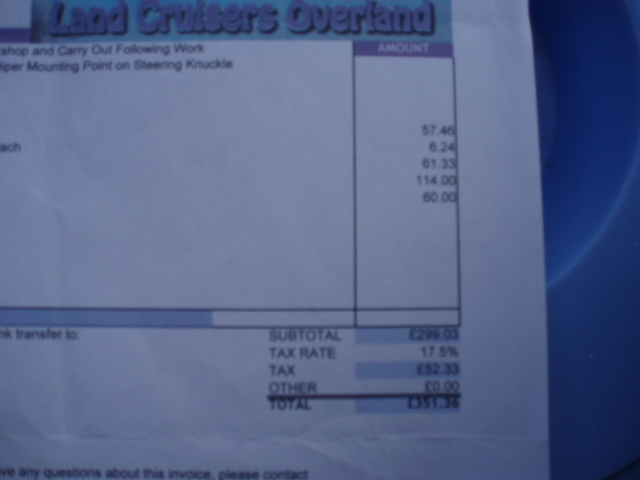 Land Cruisers Overland
shop and Carry Out Following Work
AMOUNT
liper Mounting Point on Steering Knuckle
57.46
ach 6.24
61.33
114.00
60.00
nk transfer to:
SUBTOTAL £299.03
TAX RATE 17.5%
TAX £52.33
OTHER £0.00
TOTAL £351.36
ve any questions about this invoice, please contact